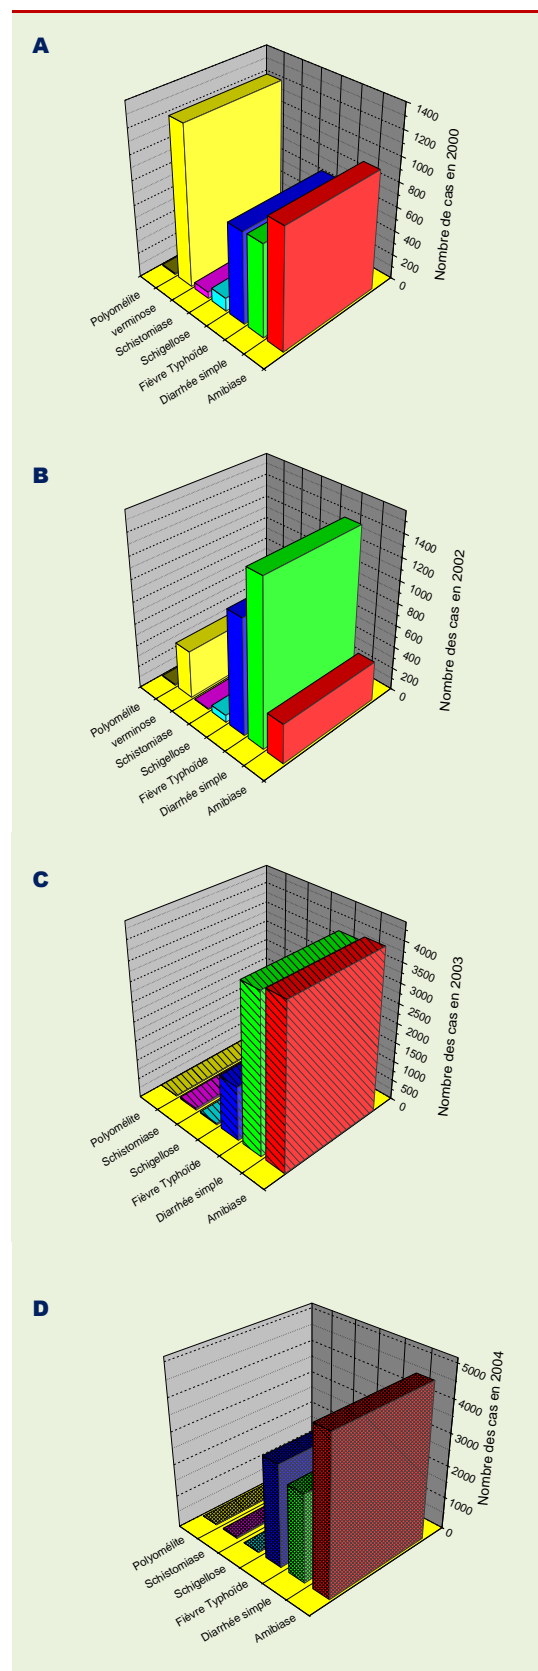 A
1400
1200
1000
800
600
400
200
0
Nombre de cas en 2000
Polyomélite
verminose
Schistomiase
Schigellose
Fièvre Typhoïde
Diarrhée simple
Amibiase
B
1400
1200
1000
800
600
400
200
0
Nombre des cas en 2002
Polyomélite
verminose
Schistomiase
Schigellose
Fièvre Typhoïde
Diarrhée simple
Amibiase
C
4000
3500
3000
2500
2000
1500
1000
500
0
Nombre des cas en 2003
Polyomélite
Schistomiase
Schigellose
Fièvre Typhoïde
Diarrhée simple
Amibiase
D
5000
4000
3000
2000
1000
0
Nombre des cas en 2004
Polyomélite
Schistomiase
Schigellose
Fièvre Typhoïde
Diarrhée simple
Amibiase